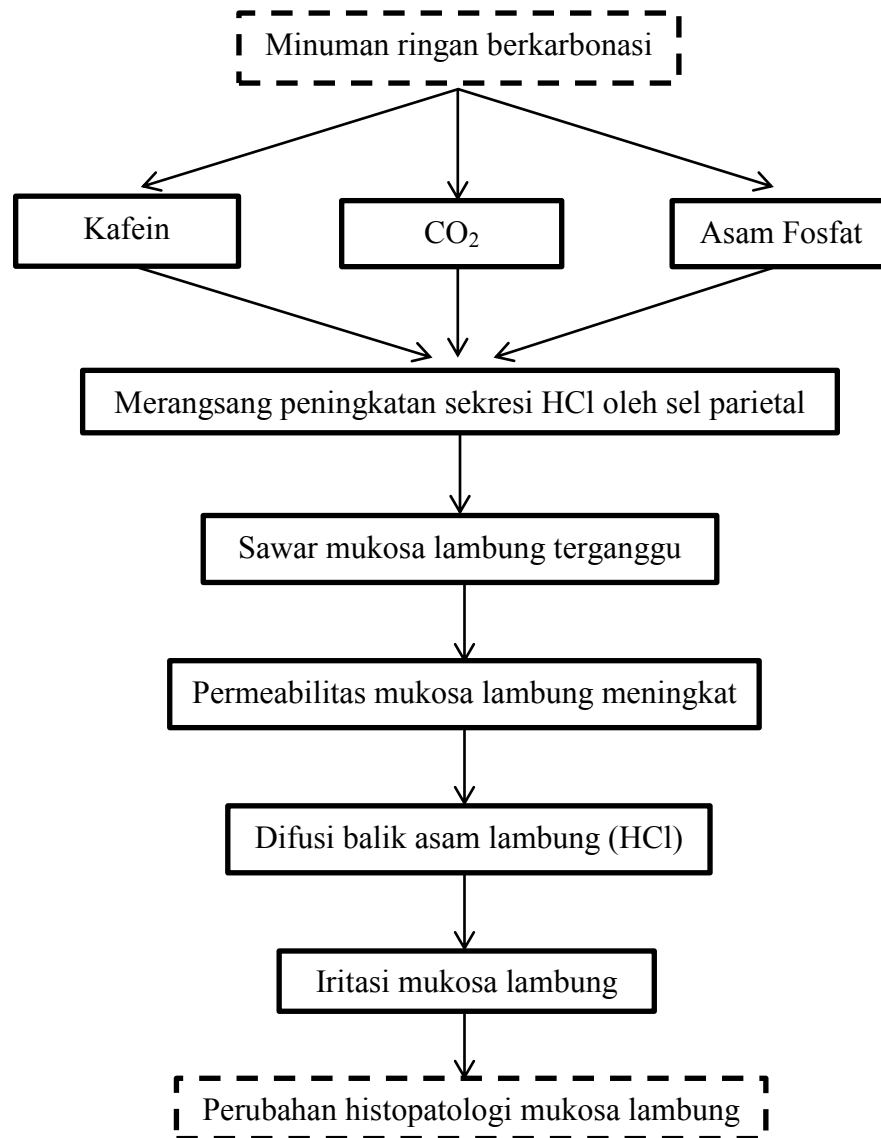 Minuman ringan berkarbonasi
Kafein
CO₂
Asam Fosfat
Merangsang peningkatan sekresi HCl oleh sel parietal
Sawar mukosa lambung terganggu
Permeabilitas mukosa lambung meningkat
Difusi balik asam lambung (HCl)
Iritasi mukosa lambung
Perubahan histopatologi mukosa lambung